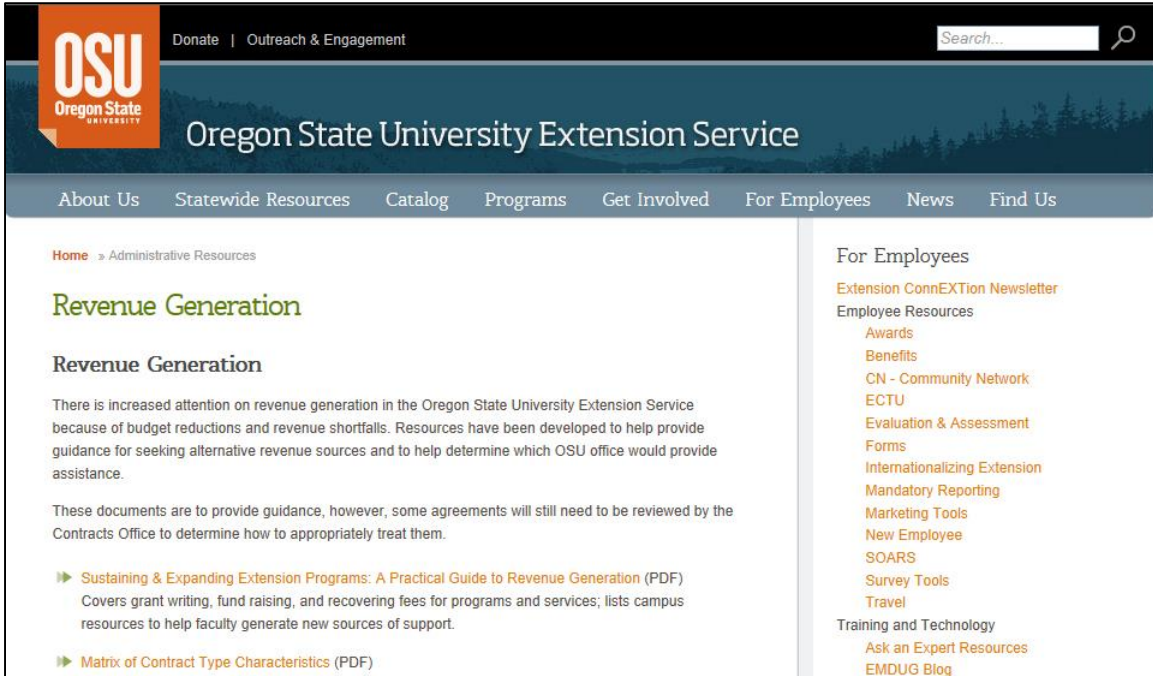 OSU
Oregon State
UNIVERSITY
Donate | Outreach & Engagement
Search...
Oregon State University Extension Service
About Us Statewide Resources Catalog Programs Get Involved For Employees News Find Us
Home » Administrative Resources
Revenue Generation
Revenue Generation
There is increased attention on revenue generation in the Oregon State University Extension Service
because of budget reductions and revenue shortfalls. Resources have been developed to help provide
guidance for seeking alternative revenue sources and to help determine which OSU office would provide
assistance.
These documents are to provide guidance, however, some agreements will still need to be reviewed by the
Contracts Office to determine how to appropriately treat them.
Sustaining & Expanding Extension Programs: A Practical Guide to Revenue Generation (PDF)
Covers grant writing, fund raising, and recovering fees for programs and services; lists campus
resources to help faculty generate new sources of support.
Matrix of Contract Type Characteristics (PDF)
For Employees
Extension ConnEXTion Newsletter
Employee Resources
Awards
Benefits
CN - Community Network
ECTU
Evaluation & Assessment
Forms
Internationalizing Extension
Mandatory Reporting
Marketing Tools
New Employee
SOARS
Survey Tools
Travel
Training and Technology
Ask an Expert Resources
EMDUG Blog